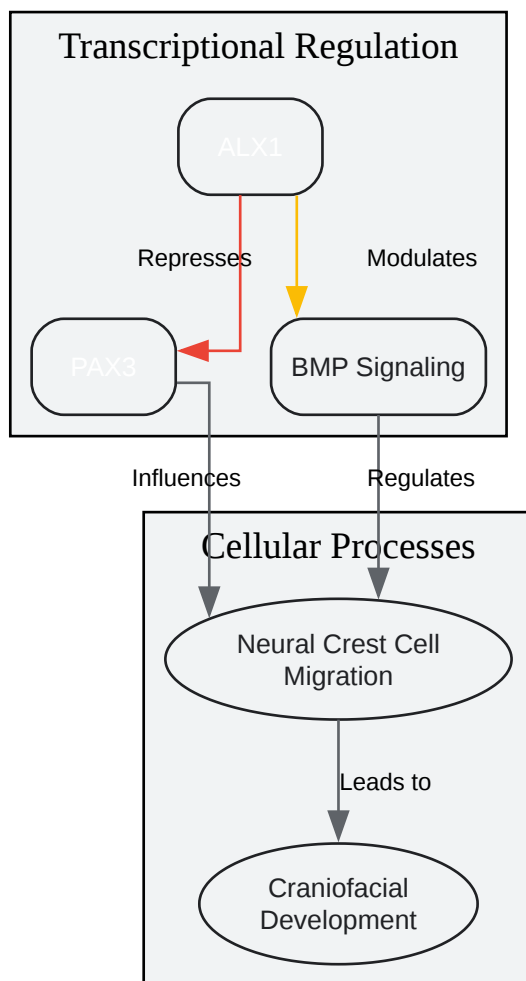 Transcriptional Regulation
ALX1
Represses
Modulates
PAX3
BMP Signaling
Influences
Regulates
Cellular Processes
Neural Crest Cell
Migration
Leads to
Craniofacial
Development